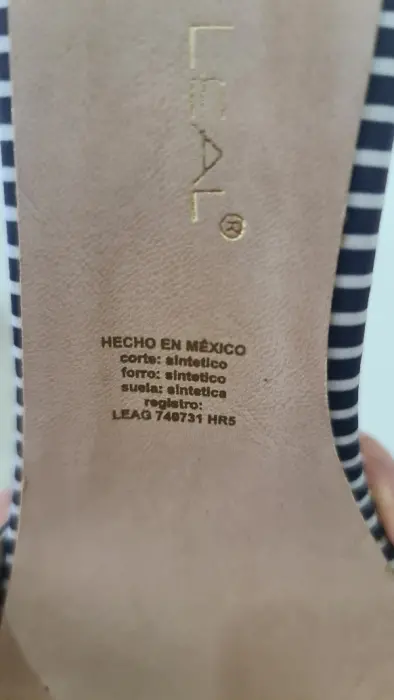 LEAL®
HECHO EN MÉXICO
corte: sintetico
forro: sintetico
suela: sintetica
registro:
LEAG 740731 HR5